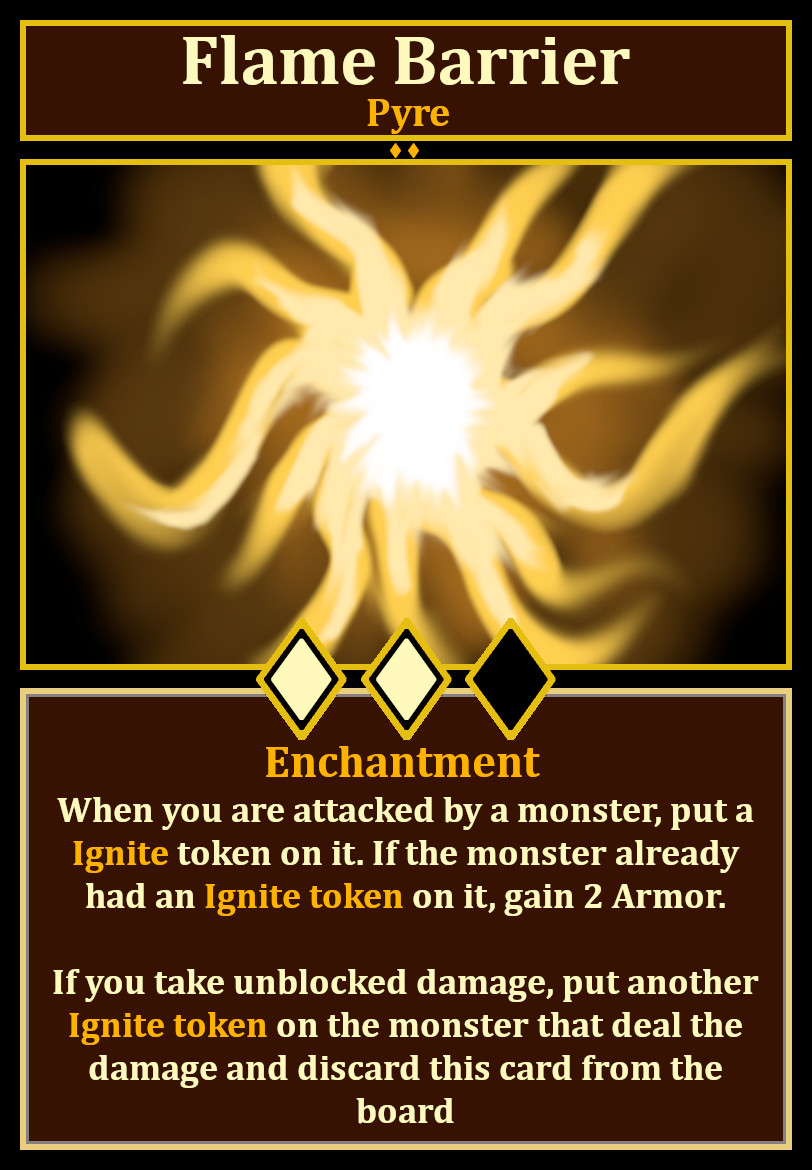 Flame Barrier
Pyre
Enchantment
When you are attacked by a monster, put a
Ignite token on it. If the monster already
had an Ignite token on it, gain 2 Armor.
If you take unblocked damage, put another
Ignite token on the monster that deal the
damage and discard this card from the
board